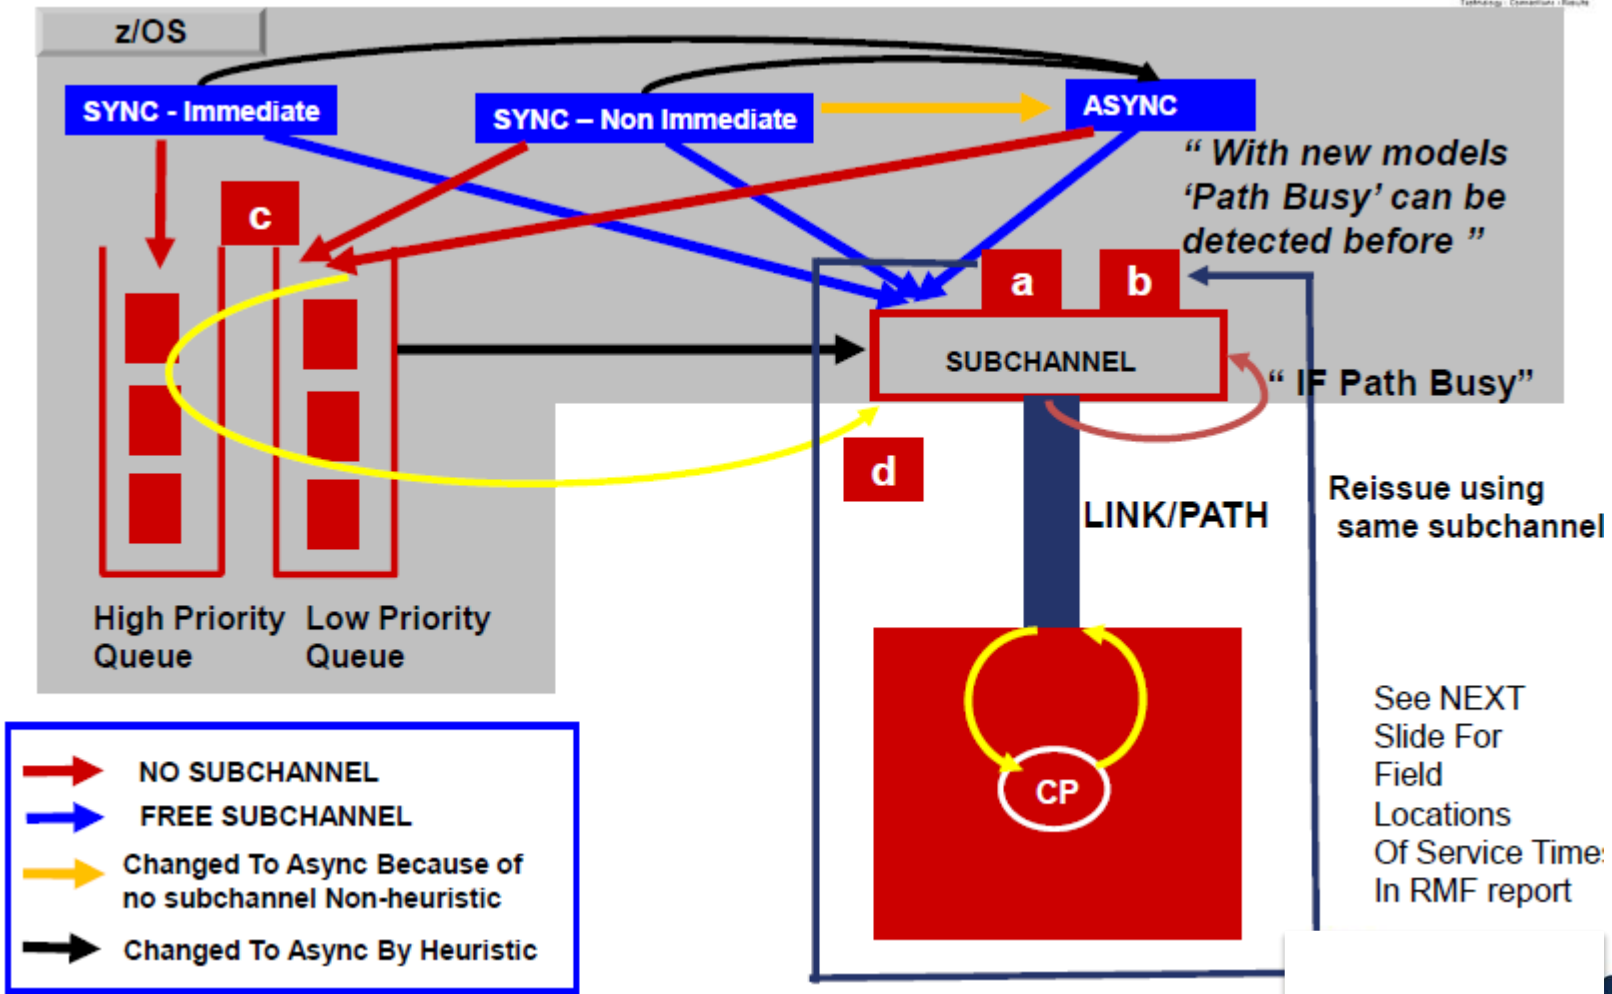 Technology · Connections · Results
z/OS
SYNC - Immediate
SYNC – Non Immediate
ASYNC
“ With new models
‘Path Busy’ can be
detected before ”
c
a
b
SUBCHANNEL
“ IF Path Busy”
d
LINK/PATH
Reissue using
same subchannel
High Priority
Queue
Low Priority
Queue
CP
See NEXT
Slide For
Field
Locations
Of Service Times
In RMF report
NO SUBCHANNEL
FREE SUBCHANNEL
Changed To Async Because of
no subchannel Non-heuristic
Changed To Async By Heuristic